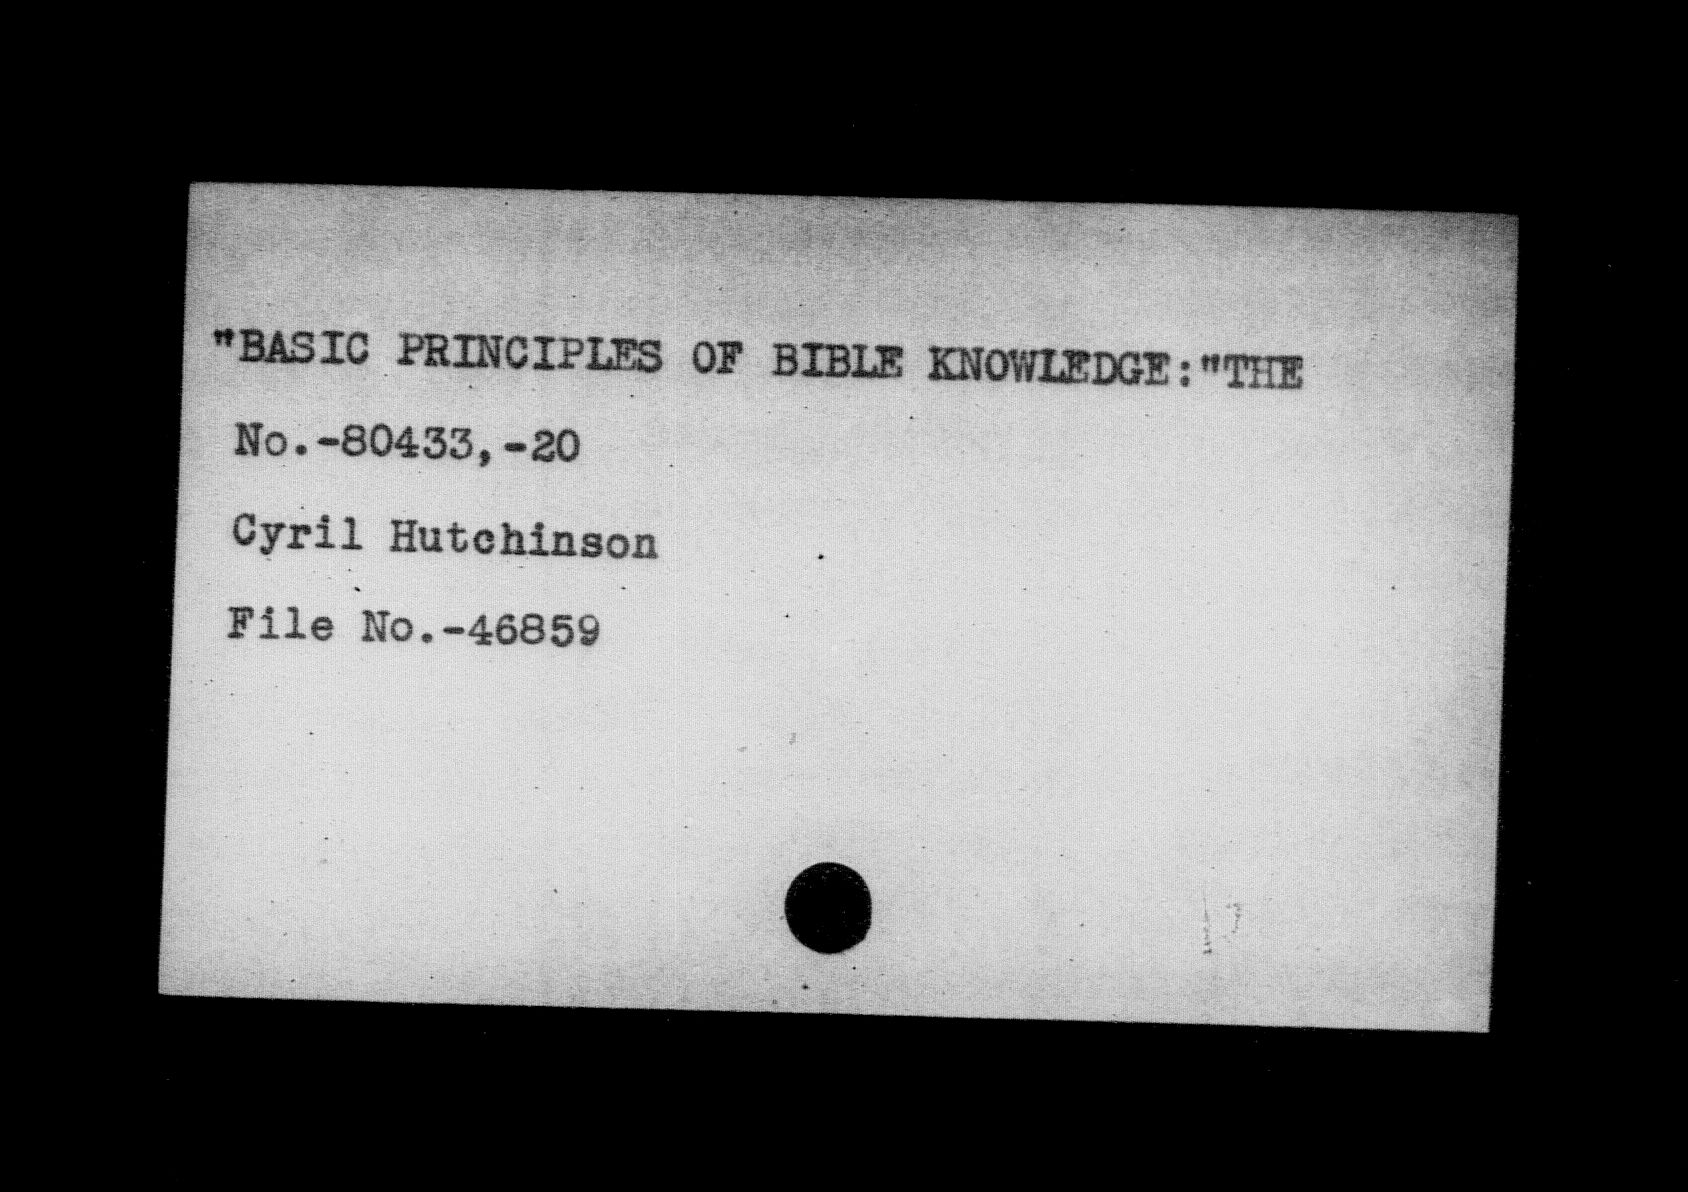 "BASIC PRINCIPLES OF BIBLE KNOWLEDGE:"THE
No.-80433,-20
Cyril Hutchinson
File No.-46859